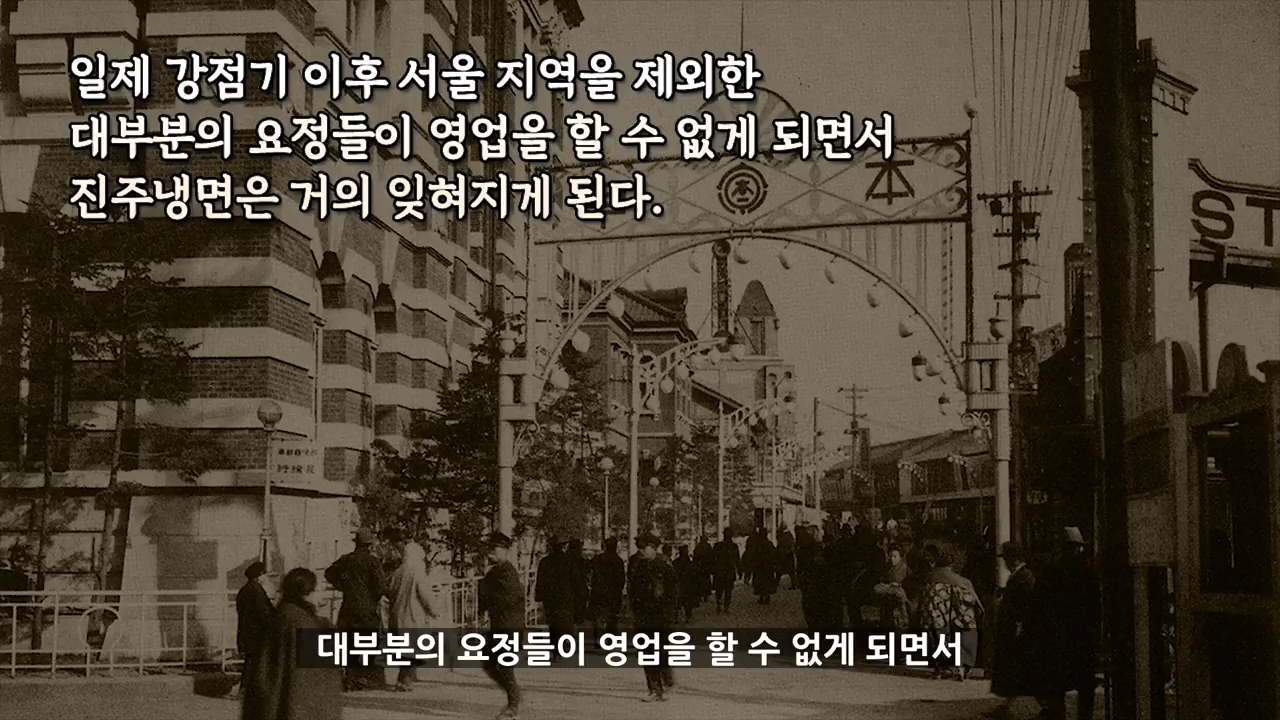 일제 강점기 이후 서울 지역을 제외한
대부분의 요정들이 영업을 할 수 없게 되면서
진주냉면은 거의 잊혀지게 된다.
本
ST
대부분의 요정들이 영업을 할 수 없게 되면서